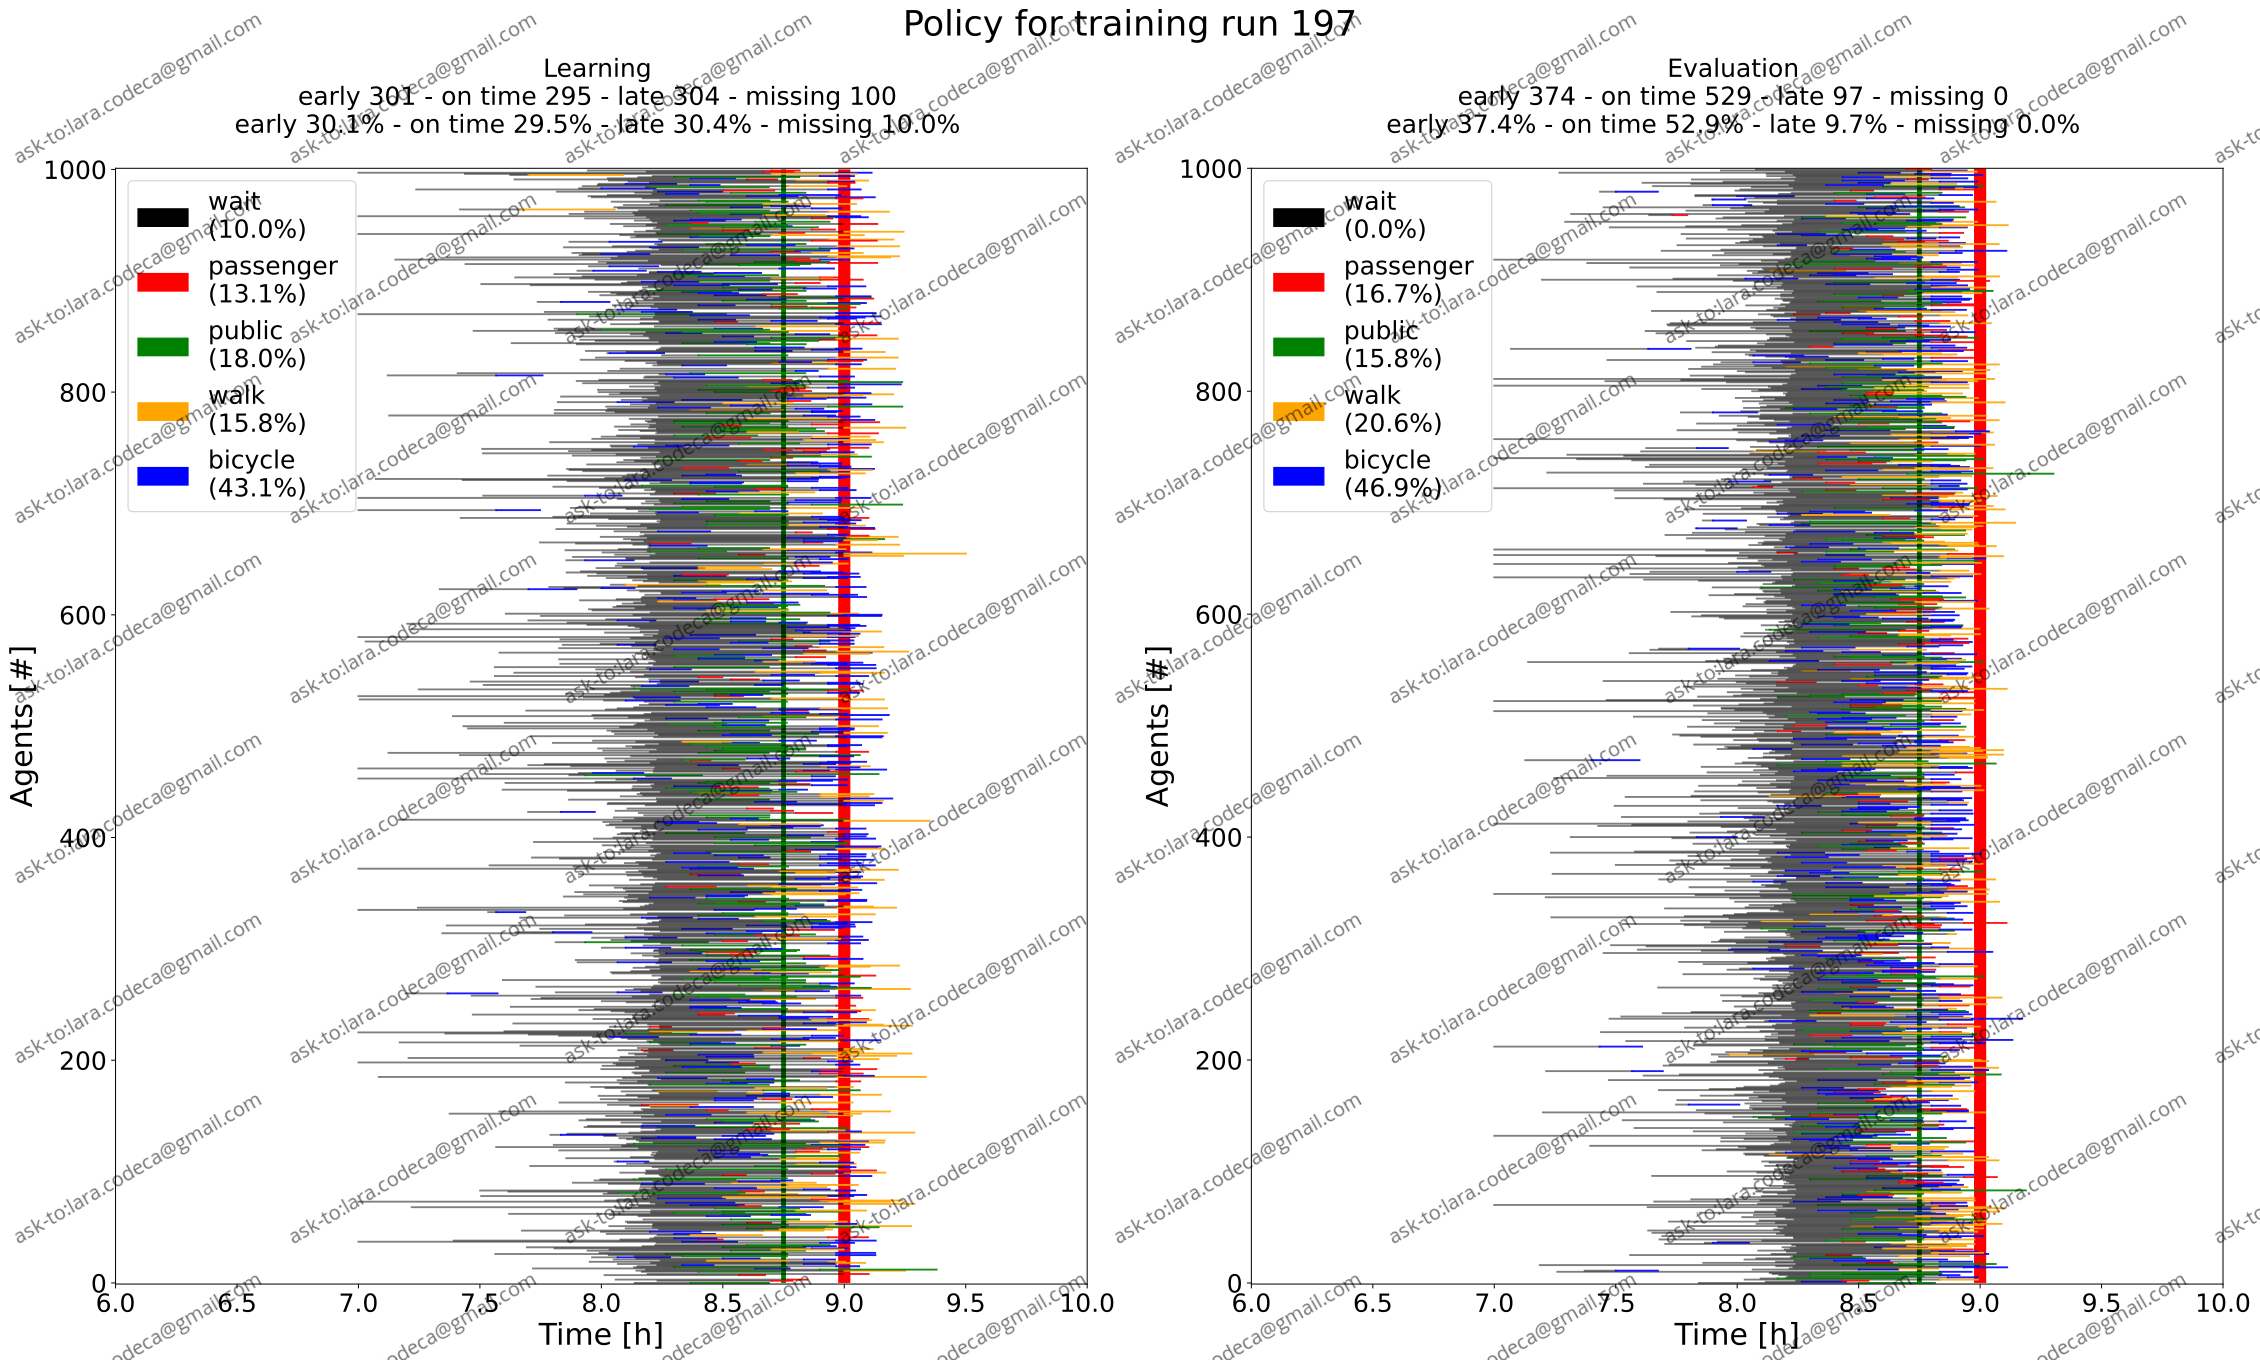 Policy for training run 197
Learning
early 301 - on time 295 - late 304 - missing 100
early 30.1% - on time 29.5% - late 30.4% - missing 10.0%
Agents [#]
1000
800
600
400
200
0
wait
(10.0%)
passenger
(13.1%)
public
(18.0%)
walk
(15.8%)
bicycle
(43.1%)
6.0 6.5 7.0 7.5 8.0 8.5 9.0 9.5 10.0
Time [h]
Evaluation
early 374 - on time 529 - late 97 - missing 0
early 37.4% - on time 52.9% - late 9.7% - missing 0.0%
Agents [#]
1000
800
600
400
200
0
wait
(0.0%)
passenger
(16.7%)
public
(15.8%)
walk
(20.6%)
bicycle
(46.9%)
6.0 6.5 7.0 7.5 8.0 8.5 9.0 9.5 10.0
Time [h]
ask-to:lara.codeca@gmail.com